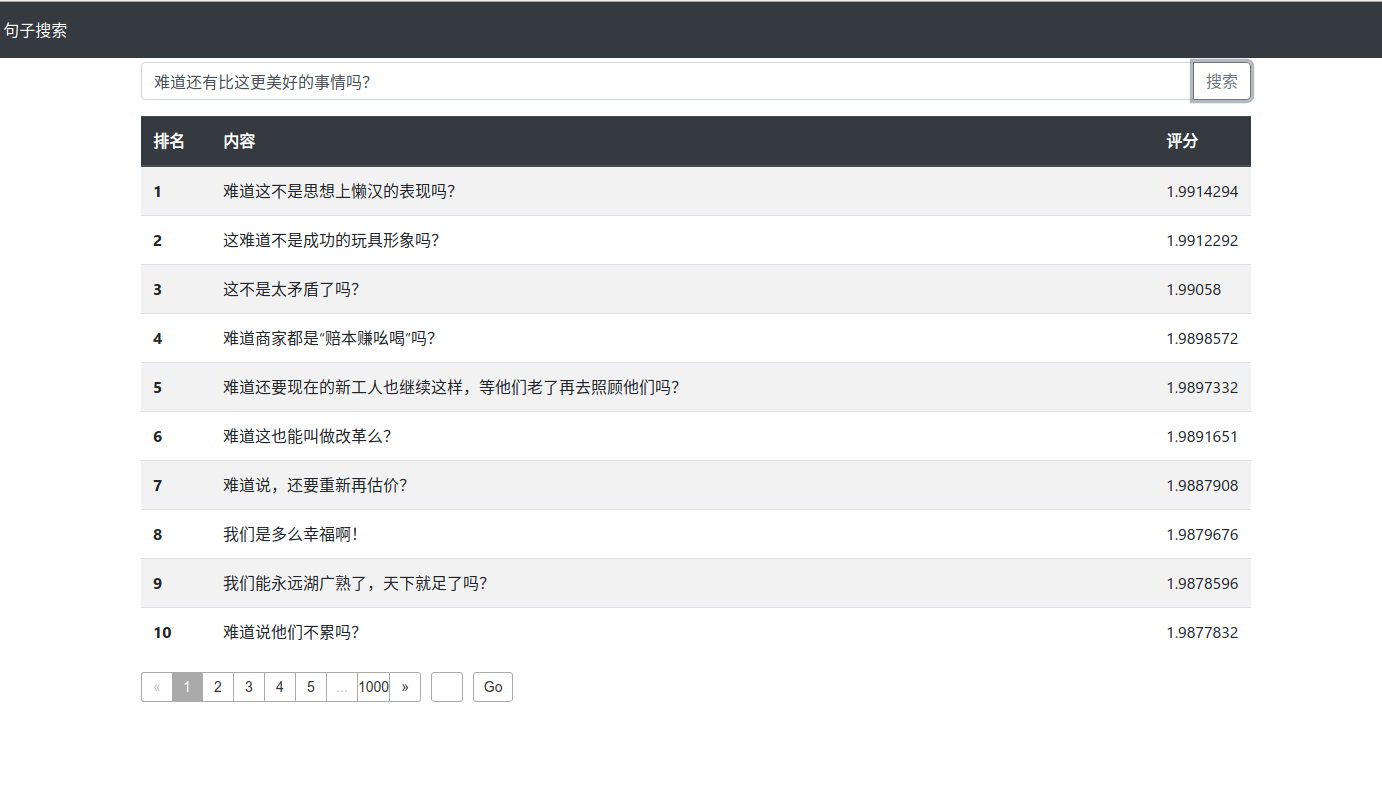 句子搜索
难道还有比这更美好的事情吗？ 搜索
排名 内容 评分
1 难道这不是思想上懒汉的表现吗？ 1.9914294
2 这难道不是成功的玩具形象吗？ 1.9912292
3 这不是太矛盾了吗？ 1.99058
4 难道商家都是“赔本赚吆喝”吗？ 1.9898572
5 难道还要现在的新工人也继续这样，等他们老了再去照顾他们吗？ 1.9897332
6 难道这也能叫做改革么？ 1.9891651
7 难道说，还要重新再估价？ 1.9887908
8 我们是多么幸福啊！ 1.9879676
9 我们能永远湖广熟了，天下就足了吗？ 1.9878596
10 难道说他们不累吗？ 1.9877832
« 1 2 3 4 5 ... 1000 » Go